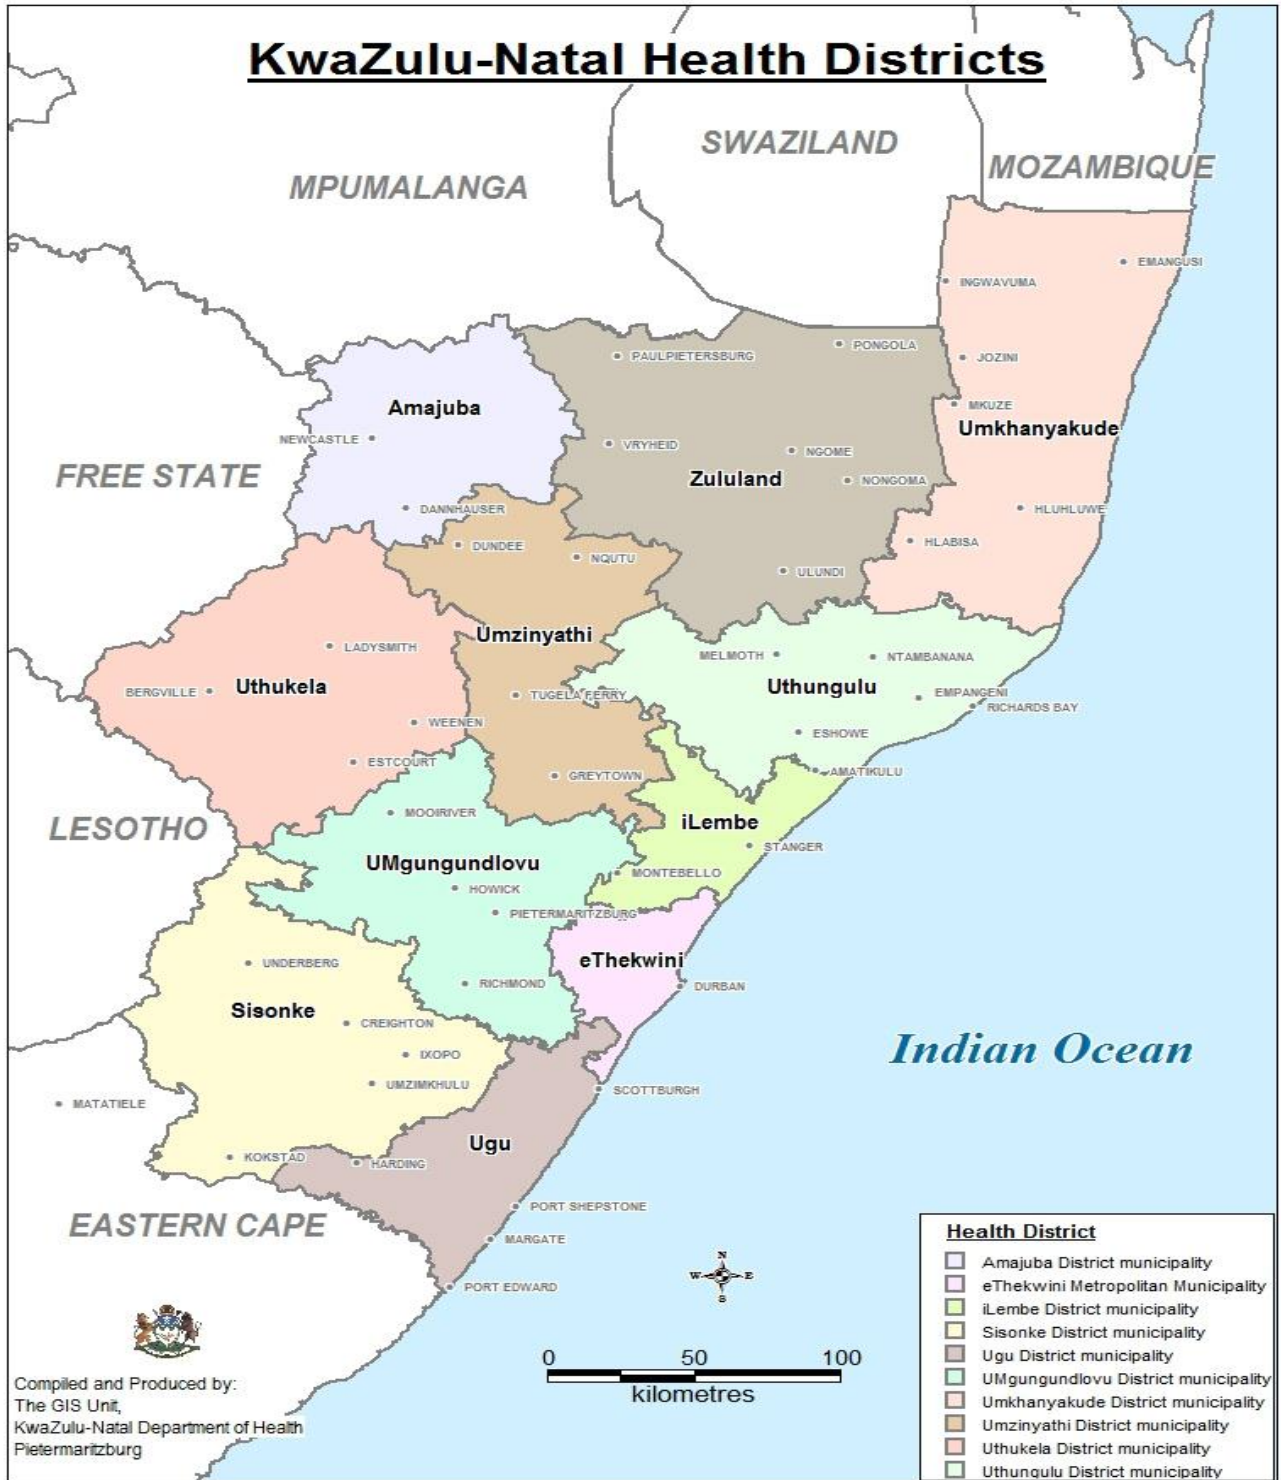 KwaZulu-Natal Health Districts
SWAZILAND
MOZAMBIQUE
MPUMALANGA
EMANGUSI
INGWAVUMA
PAULPIETERSBURG
PONGOLA
JOZINI
MKUZE
Amajuba
Umkhanyakude
NEWCASTLE
VRYHEID
NGOME
FREE STATE
Zululand
NONGOMA
DANNHAUSER
HLUHLUWE
DUNDEE
NQUTU
HLABISA
ULUNDI
Umzinyathi
LADYSMITH
MELMOTH
NTAMBANANA
Uthukela
Uthungulu
BERGVILLE
TUGELA FERRY
EMPANGENI
RICHARDS BAY
WEENEN
ESHOWE
ESTCOURT
GREYTOWN
AMATIKULU
MOOIRIVER
LESOTHO
iLembe
STANGER
UMgungundlovu
MONTEBELLO
HOWICK
PIETERMARITZBURG
UNDERBERG
eThekwini
RICHMOND
DURBAN
Sisonke
CREIGHTON
IXOPO
Indian Ocean
UMZIMKHULU
SCOTTBURGH
MATATIELE
Ugu
KOKSTAD
HARDING
PORT SHEPSTONE
EASTERN CAPE
MARGATE
PORT EDWARD
N
W E
S
0 50 100
kilometres
Health District
Amajuba District municipality
eThekwini Metropolitan Municipality
iLembe District municipality
Sisonke District municipality
Ugu District municipality
UMgungundlovu District municipality
Umkhanyakude District municipality
Umzinyathi District municipality
Uthukela District municipality
Uthungulu District municipality
Compiled and Produced by:
The GIS Unit,
KwaZulu-Natal Department of Health
Pietermaritzburg